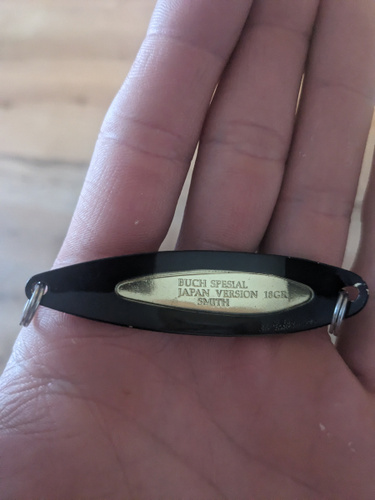 BUCH SPESIAL
JAPAN VERSION 18GR
SMITH